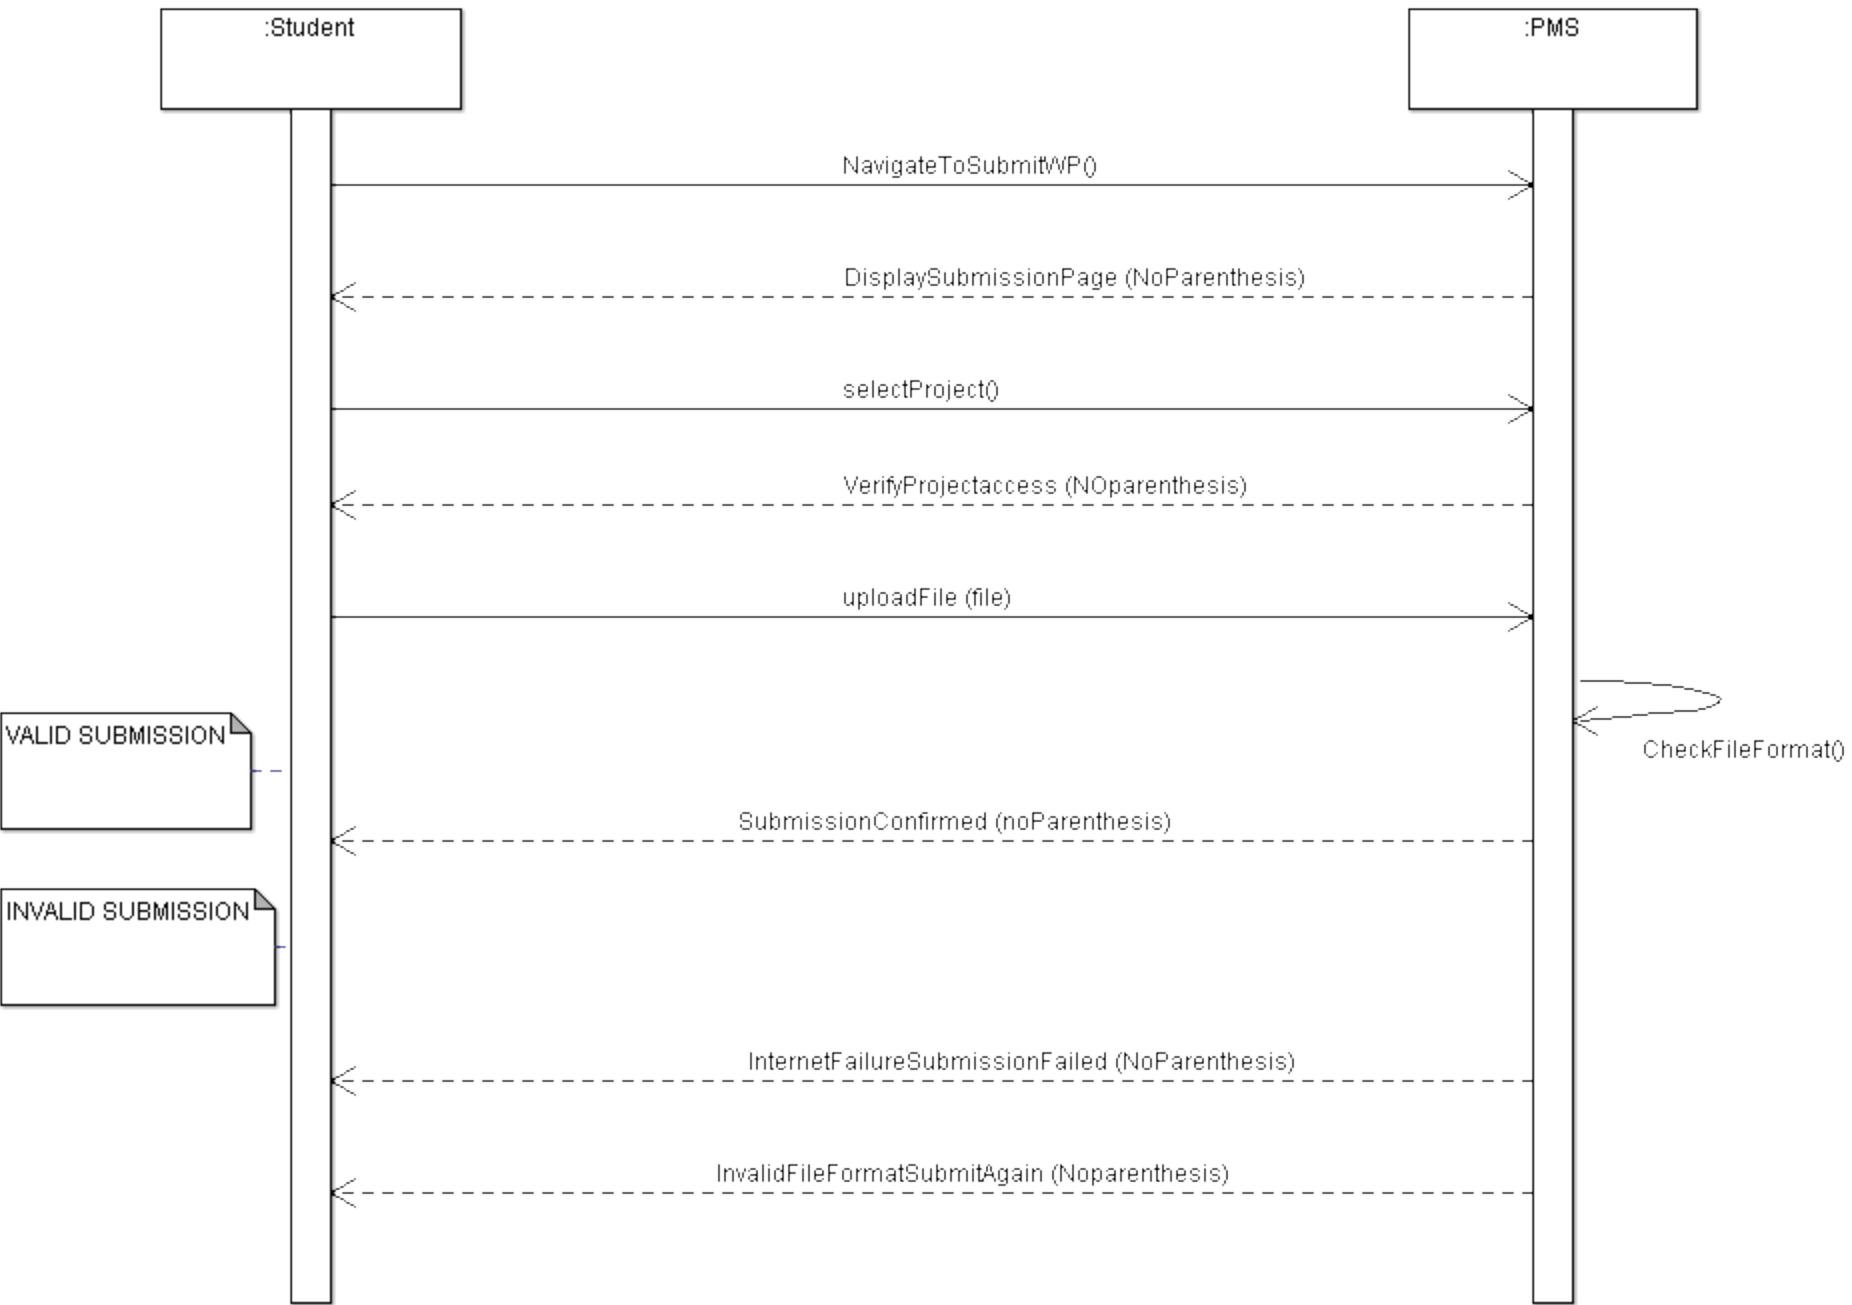 :Student
:PMS
NavigateToSubmitWP()
DisplaySubmissionPage (NoParenthesis)
selectProject()
VerifyProjectaccess (NOparenthesis)
uploadFile (file)
VALID SUBMISSION
CheckFileFormat()
SubmissionConfirmed (noParenthesis)
INVALID SUBMISSION
InternetFailureSubmissionFailed (NoParenthesis)
InvalidFileFormatSubmitAgain (Noparenthesis)